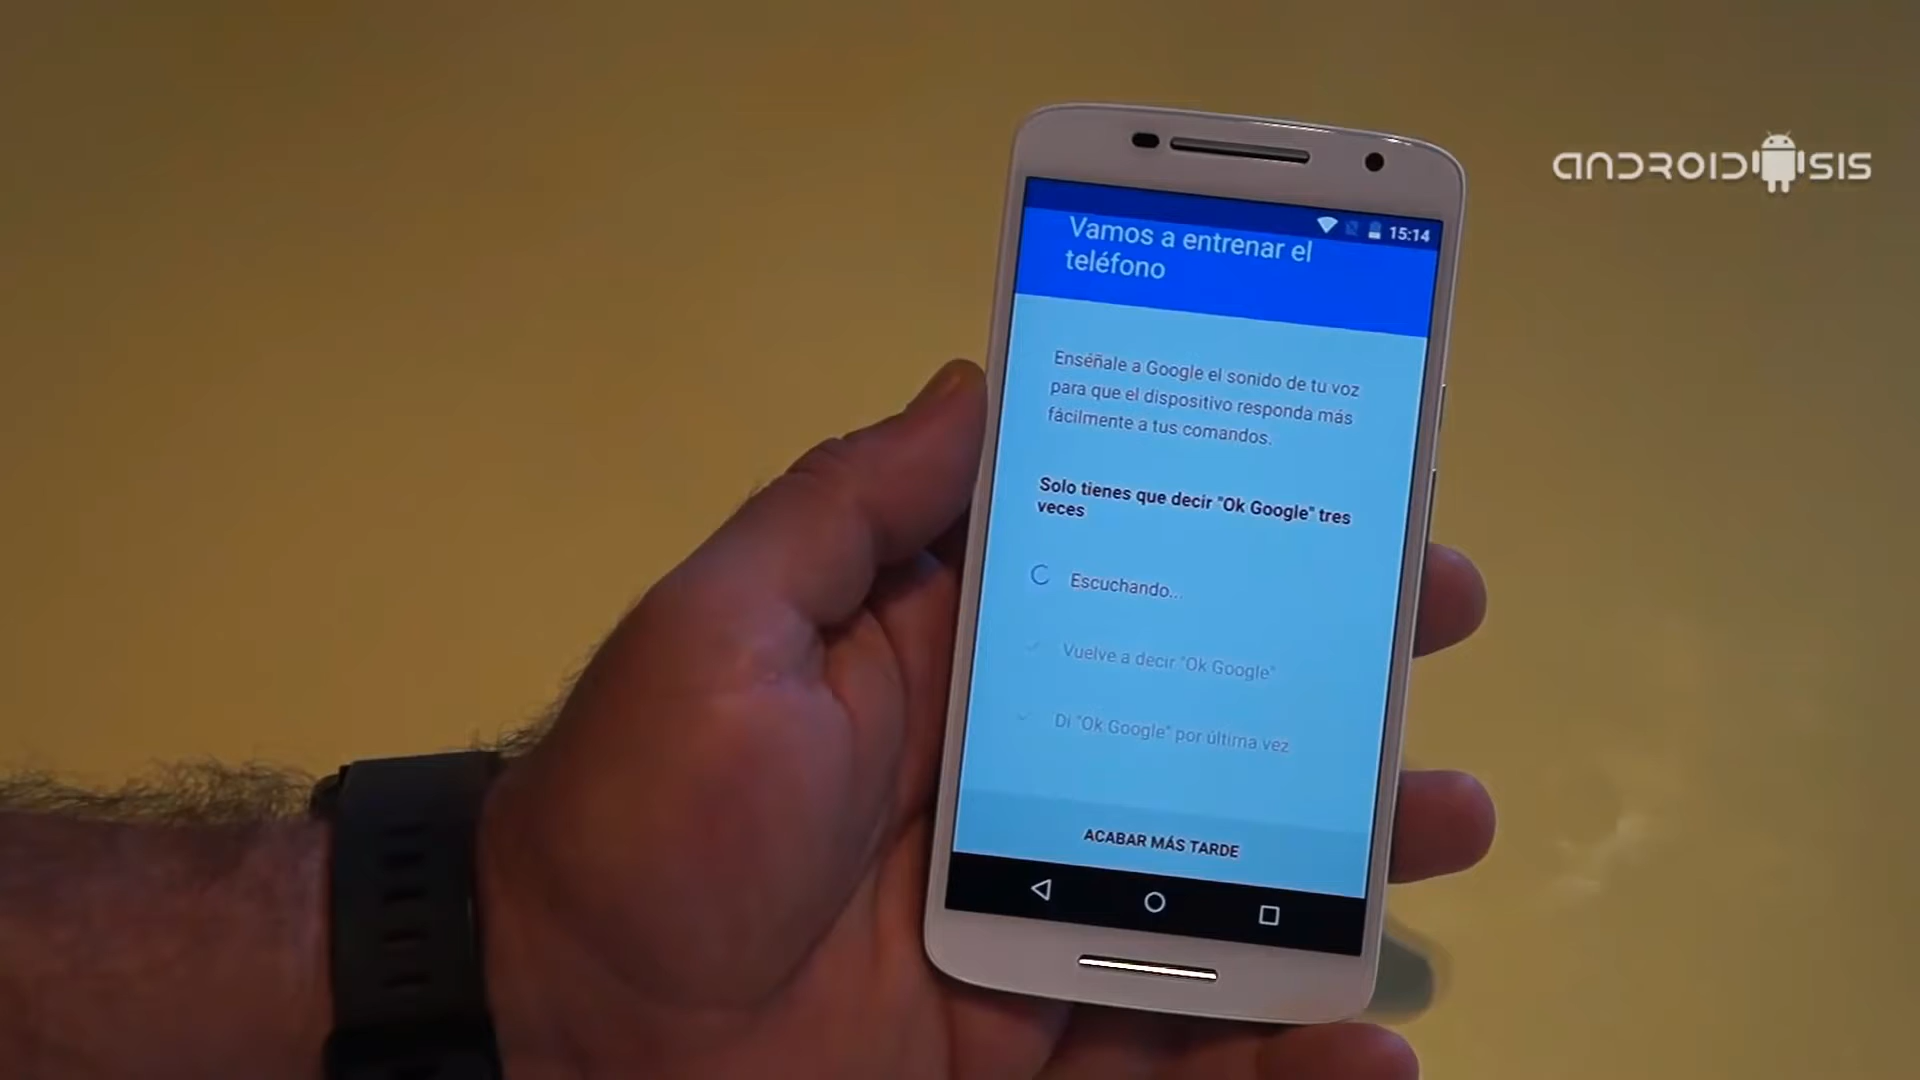 ANDROIDSIS
15:14
Vamos a entrenar el
teléfono
Enséñale a Google el sonido de tu voz
para que el dispositivo responda más
fácilmente a tus comandos.
Solo tienes que decir "Ok Google" tres
veces
Escuchando...
Vuelve a decir "Ok Google"
Di "Ok Google" por última vez
ACABAR MÁS TARDE